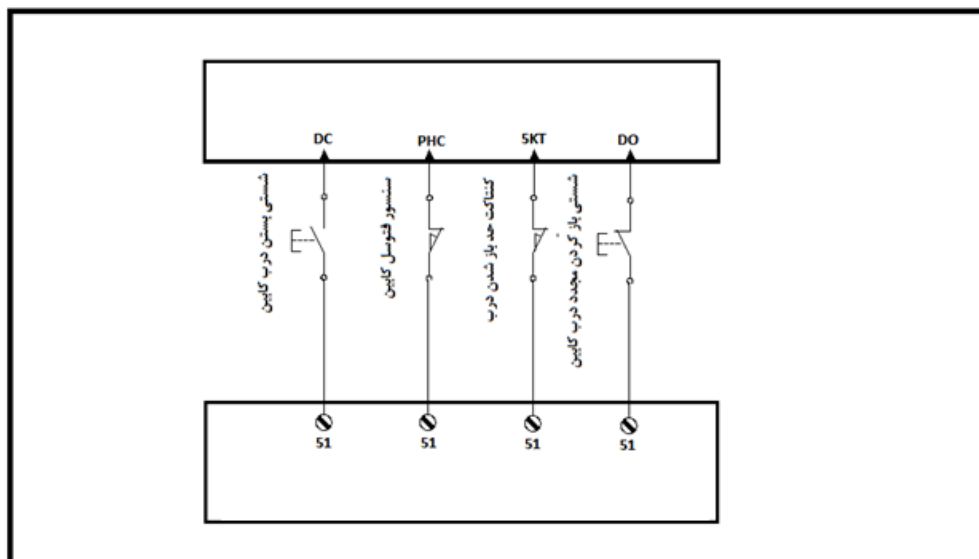 DC PHC 5KT DO
شستی بستن درب کابین
سنسور فتوسل کابین
کنتاکت حد باز شدن درب
شستی باز کردن مجدد درب کابین
51 51 51 51